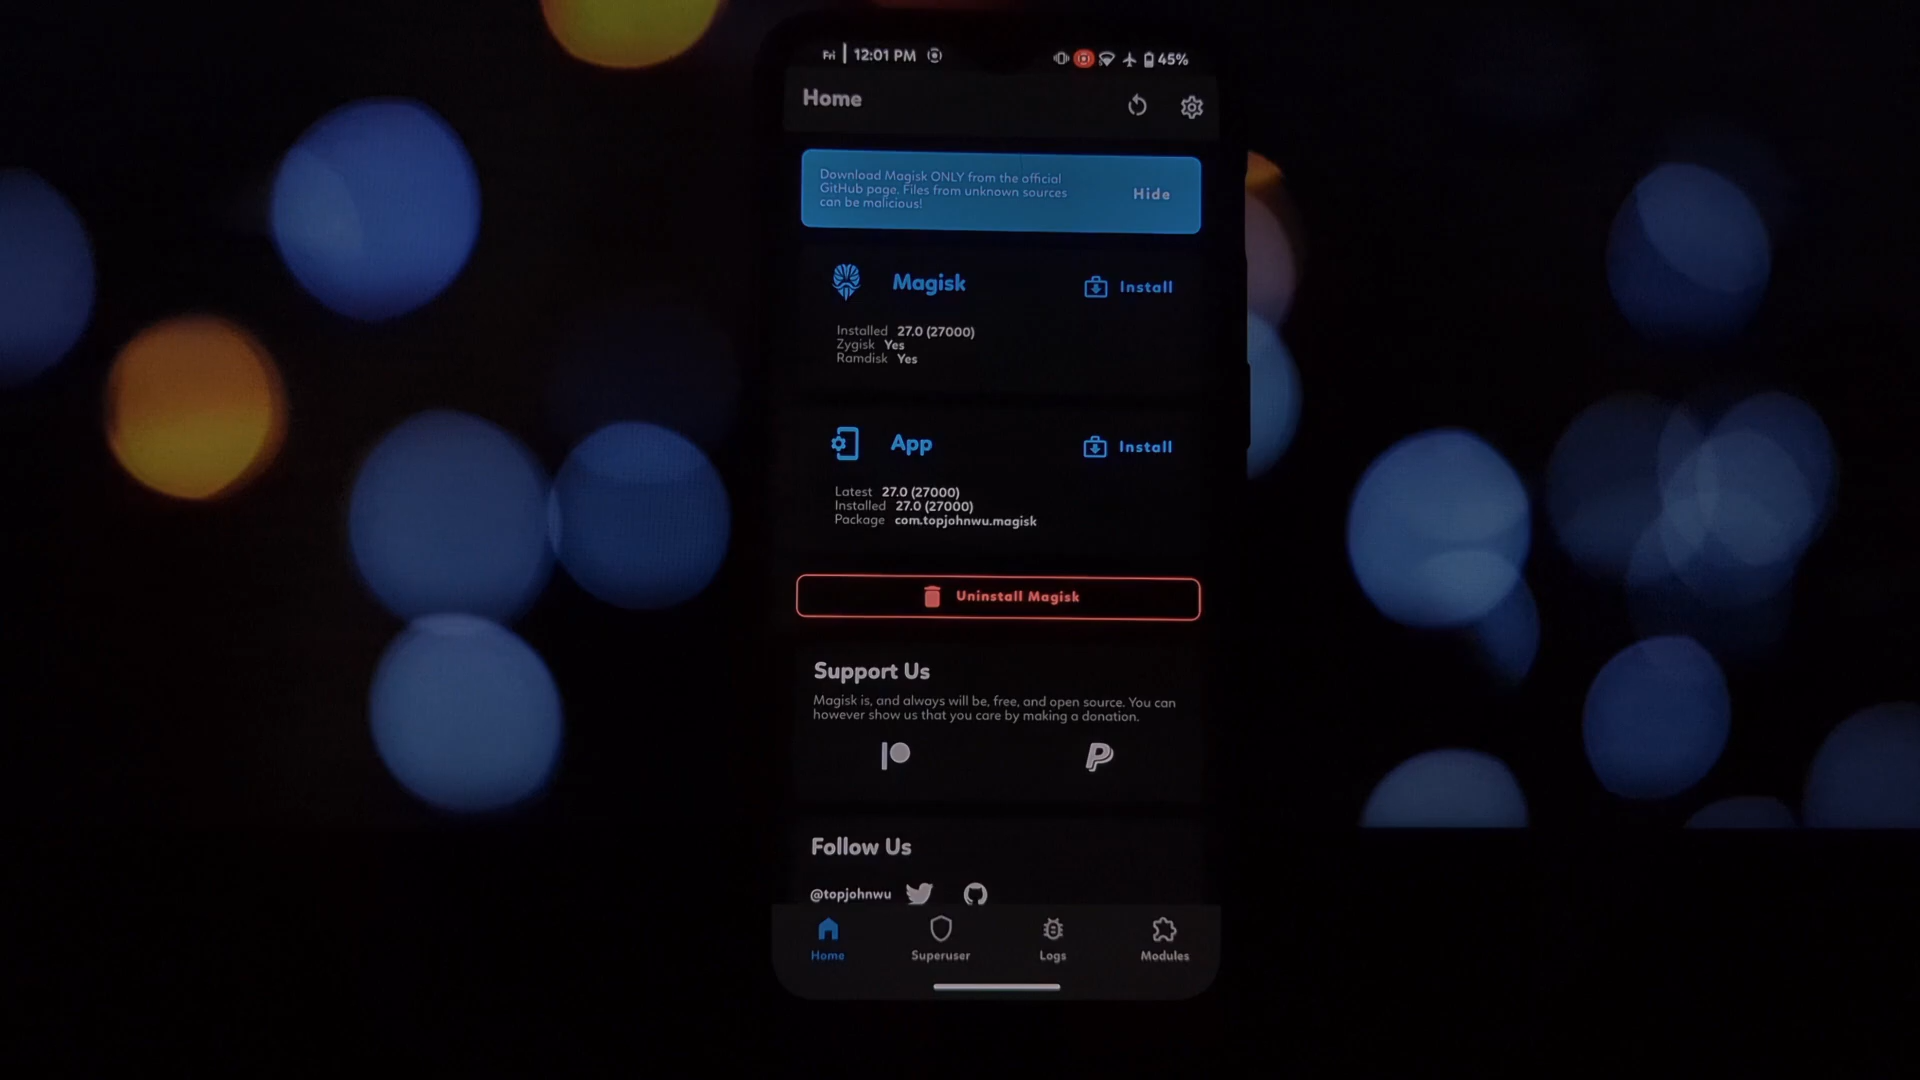 Fri | 12:01 PM
45%
Home
Download Magisk ONLY from the official
GitHub page. Files from unknown sources
can be malicious!
Hide
Magisk
Install
Installed 27.0 (27000)
Zygisk Yes
Ramdisk Yes
App
Install
Latest 27.0 (27000)
Installed 27.0 (27000)
Package com.topjohnwu.magisk
Uninstall Magisk
Support Us
Magisk is, and always will be, free, and open source. You can
however show us that you care by making a donation.
Follow Us
@topjohnwu
Home
Superuser
Logs
Modules